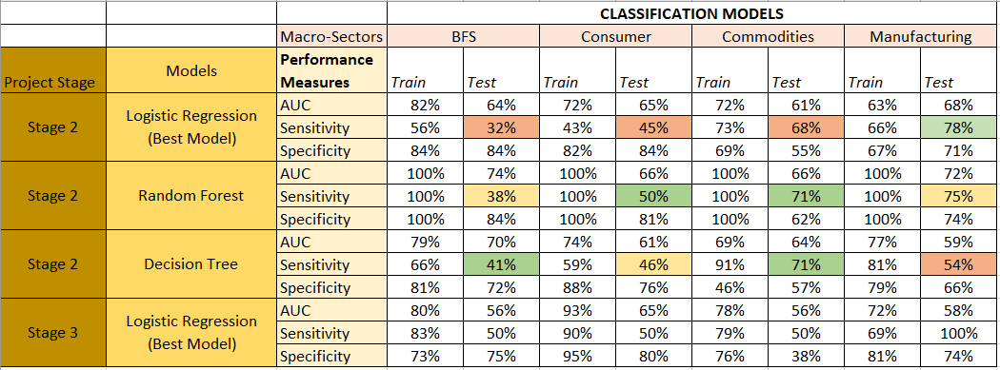 CLASSIFICATION MODELS
Macro-Sectors BFS Consumer Commodities Manufacturing
Project Stage Models Performance Measures Train Test Train Test Train Test Train Test
Stage 2 Logistic Regression (Best Model) AUC 82% 64% 72% 65% 72% 61% 63% 68%
Sensitivity 56% 32% 43% 45% 73% 68% 66% 78%
Specificity 84% 84% 82% 84% 69% 55% 67% 71%
Stage 2 Random Forest AUC 100% 74% 100% 66% 100% 66% 100% 72%
Sensitivity 100% 38% 100% 50% 100% 71% 100% 75%
Specificity 100% 84% 100% 81% 100% 62% 100% 74%
Stage 2 Decision Tree AUC 79% 70% 74% 61% 69% 64% 77% 59%
Sensitivity 66% 41% 59% 46% 91% 71% 81% 54%
Specificity 81% 72% 88% 76% 46% 57% 79% 66%
Stage 3 Logistic Regression (Best Model) AUC 80% 56% 93% 65% 78% 56% 72% 58%
Sensitivity 83% 50% 90% 50% 79% 50% 69% 100%
Specificity 73% 75% 95% 80% 76% 38% 81% 74%